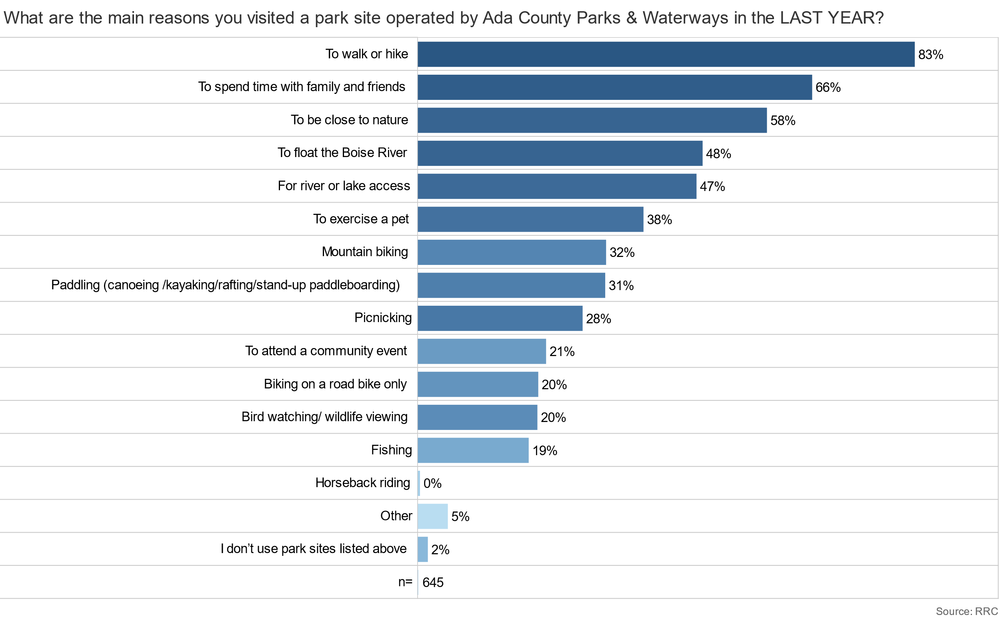 What are the main reasons you visited a park site operated by Ada County Parks & Waterways in the LAST YEAR?
To walk or hike 83%
To spend time with family and friends 66%
To be close to nature 58%
To float the Boise River 48%
For river or lake access 47%
To exercise a pet 38%
Mountain biking 32%
Paddling (canoeing /kayaking/rafting/stand-up paddleboarding) 31%
Picnicking 28%
To attend a community event 21%
Biking on a road bike only 20%
Bird watching/ wildlife viewing 20%
Fishing 19%
Horseback riding 0%
Other 5%
I don’t use park sites listed above 2%
n= 645
Source: RRC